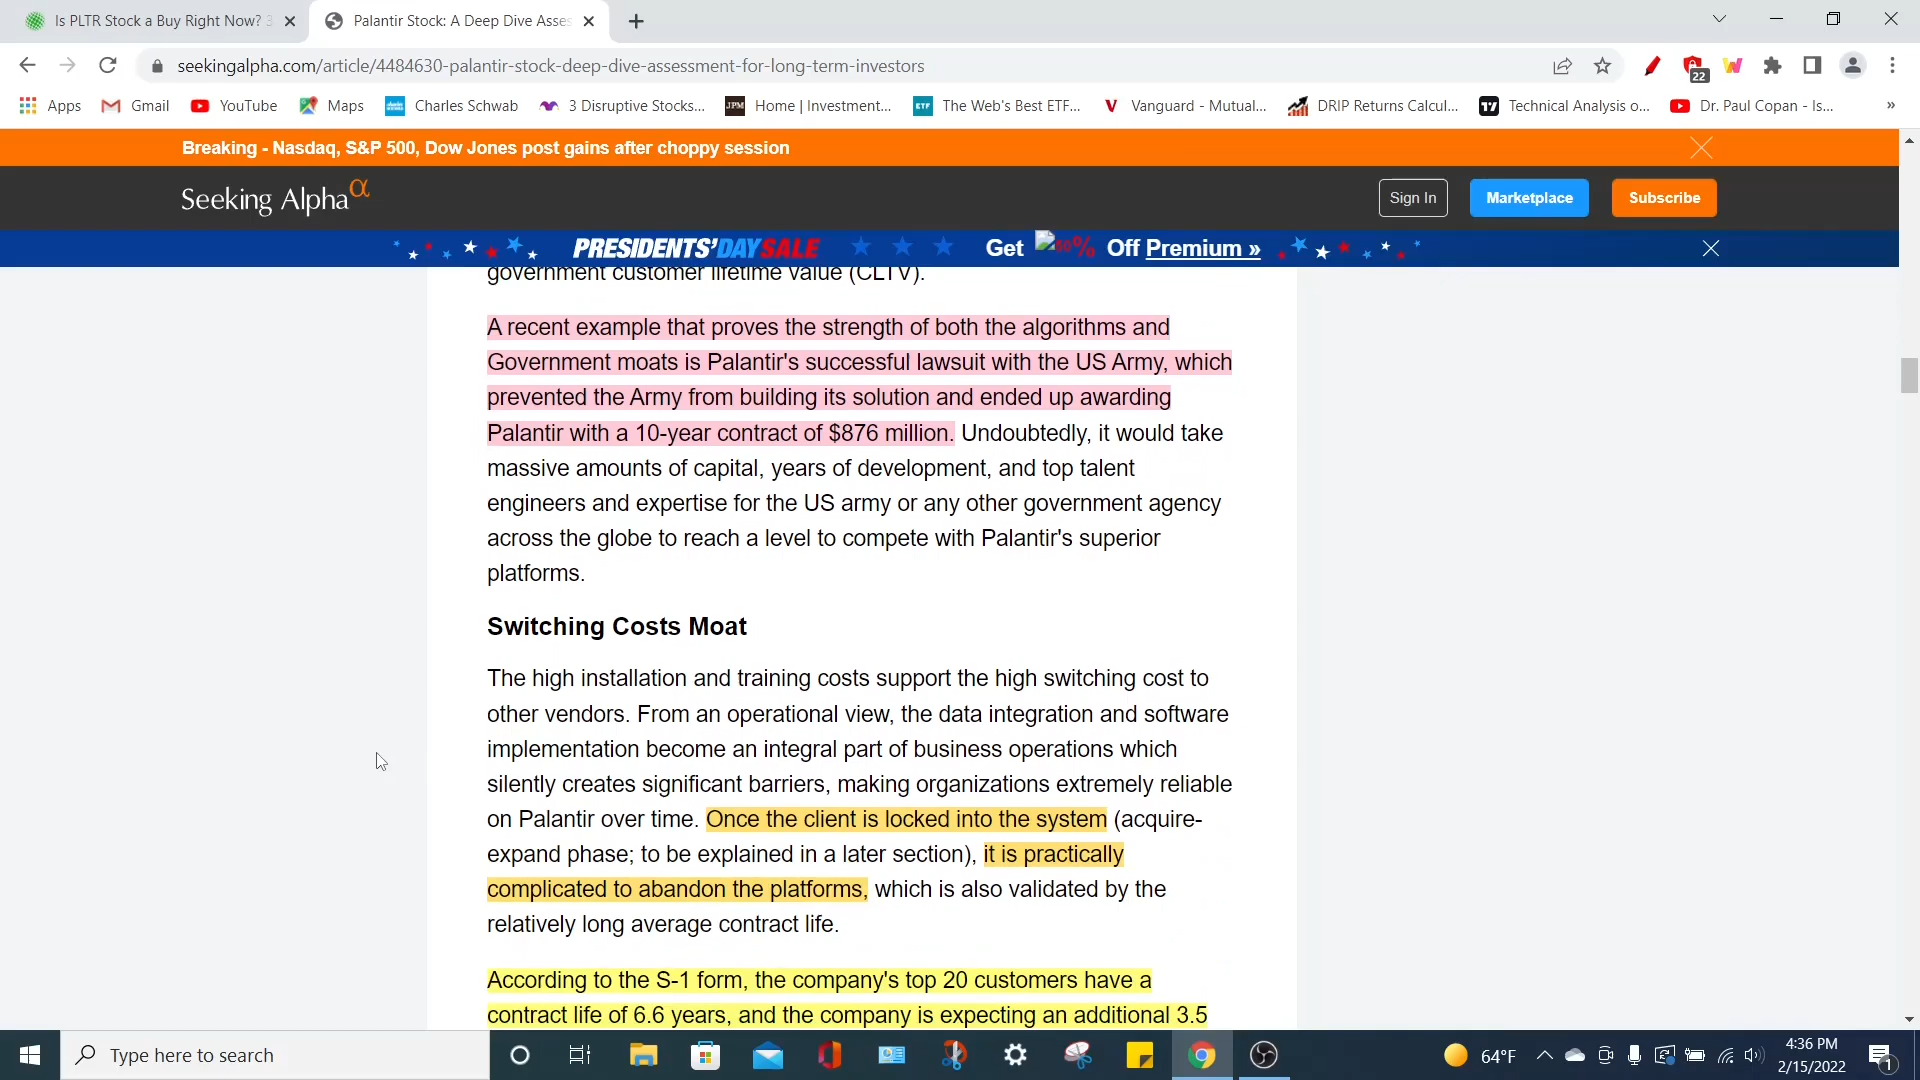 Is PLTR Stock a Buy Right Now? 3
Palantir Stock: A Deep Dive Asses
seekingalpha.com/article/4484630-palantir-stock-deep-dive-assessment-for-long-term-investors
22
Apps
Gmail
YouTube
Maps
Charles Schwab
3 Disruptive Stocks...
JPM
Home | Investment...
ETF
The Web's Best ETF...
Vanguard - Mutual...
DRIP Returns Calcul...
Technical Analysis o...
Dr. Paul Copan - Is...
»
Breaking - Nasdaq, S&P 500, Dow Jones post gains after choppy session
Seeking Alpha α
Sign In
Marketplace
Subscribe
PRESIDENTS' DAY SALE
Get
% Off Premium »
government customer lifetime value (CLTV).
A recent example that proves the strength of both the algorithms and
Government moats is Palantir's successful lawsuit with the US Army, which
prevented the Army from building its solution and ended up awarding
Palantir with a 10-year contract of $876 million. Undoubtedly, it would take
massive amounts of capital, years of development, and top talent
engineers and expertise for the US army or any other government agency
across the globe to reach a level to compete with Palantir's superior
platforms.
Switching Costs Moat
The high installation and training costs support the high switching cost to
other vendors. From an operational view, the data integration and software
implementation become an integral part of business operations which
silently creates significant barriers, making organizations extremely reliable
on Palantir over time. Once the client is locked into the system (acquire-
expand phase; to be explained in a later section), it is practically
complicated to abandon the platforms, which is also validated by the
relatively long average contract life.
According to the S-1 form, the company's top 20 customers have a
contract life of 6.6 years, and the company is expecting an additional 3.5
Type here to search
64°F
4:36 PM
2/15/2022
1